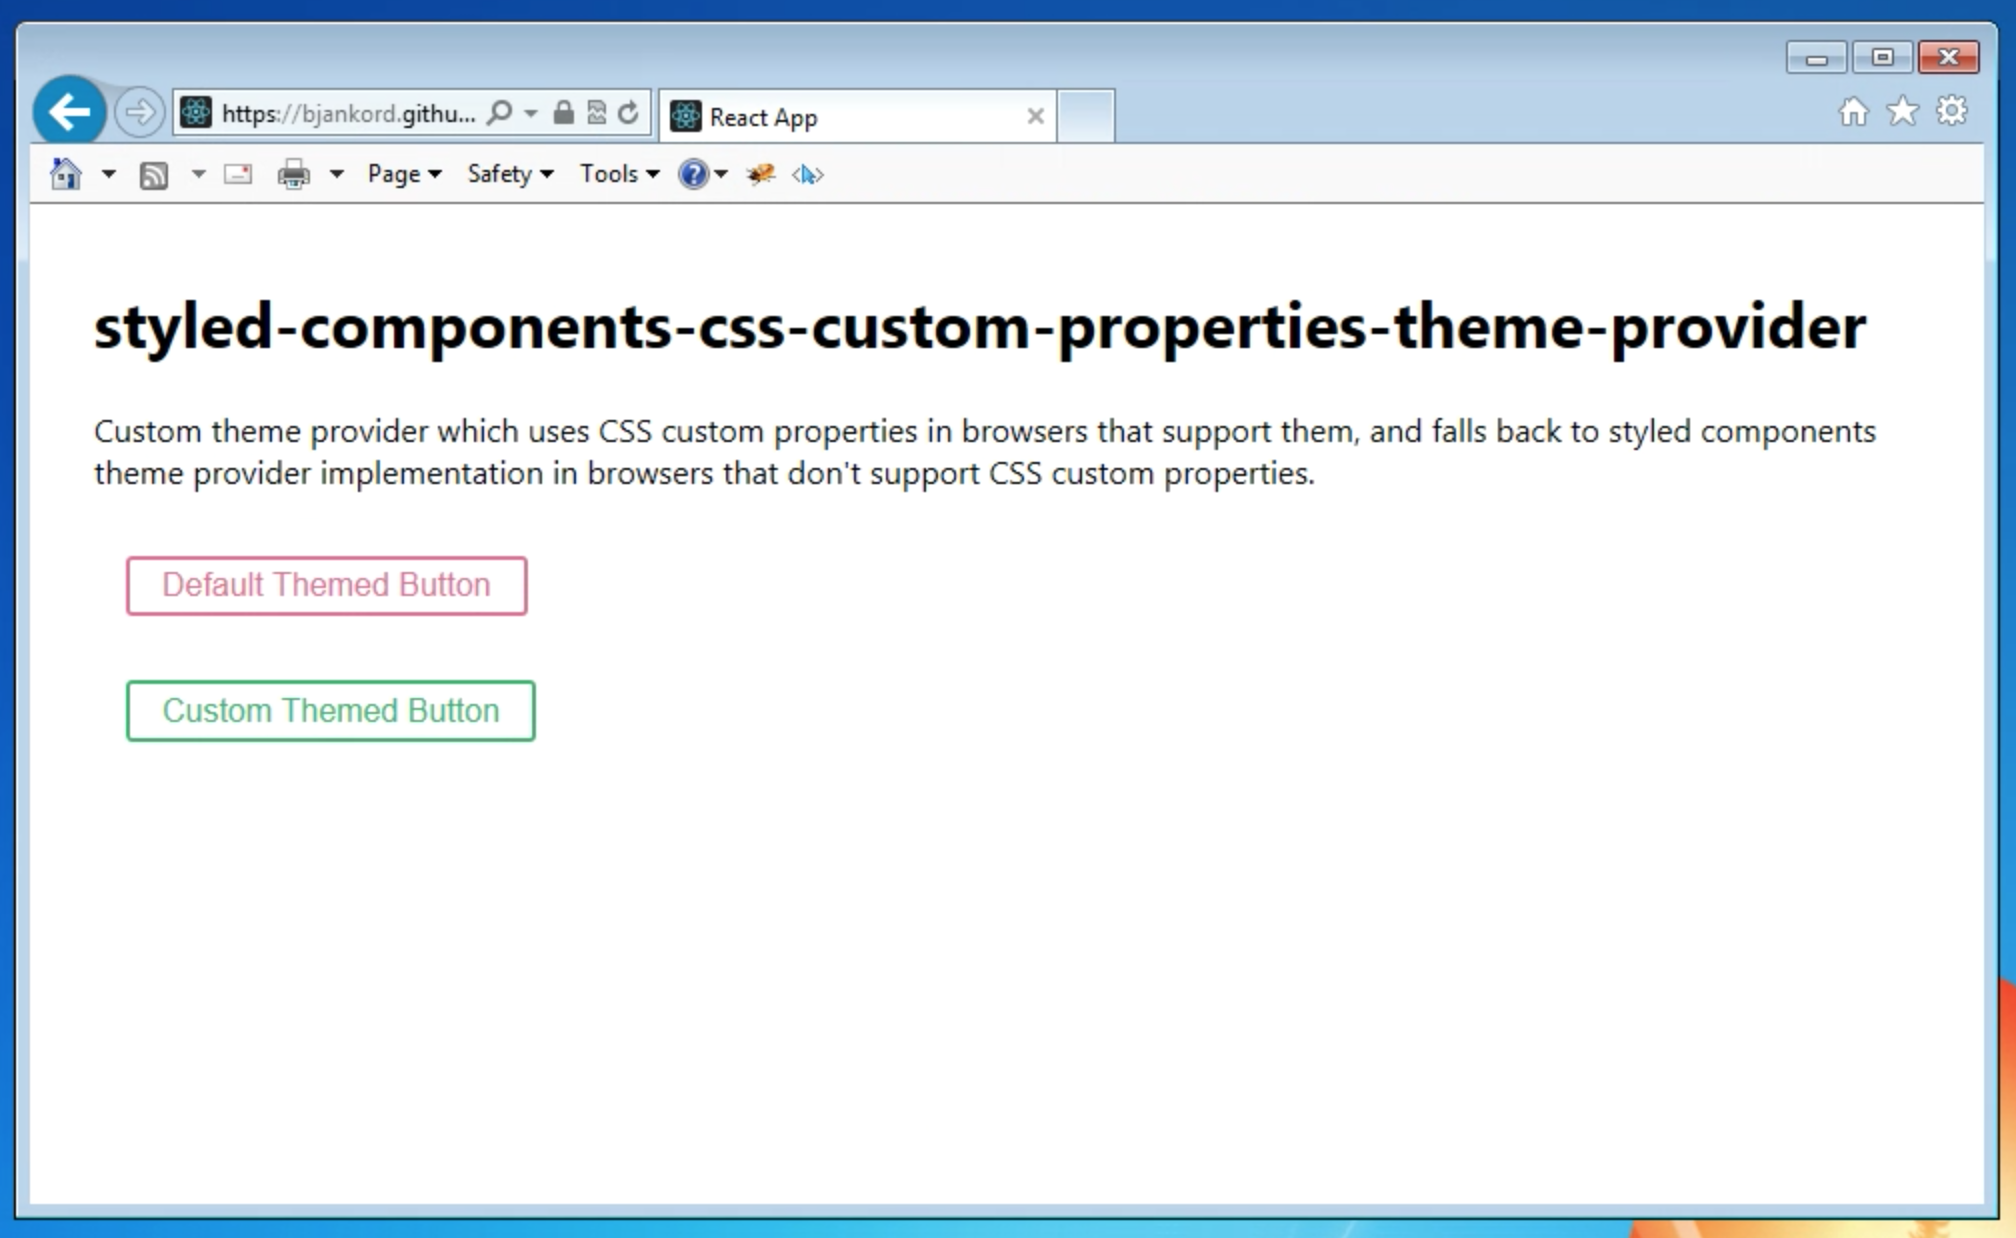 https://bjankord.githu...
React App
Page Safety Tools
styled-components-css-custom-properties-theme-provider
Custom theme provider which uses CSS custom properties in browsers that support them, and falls back to styled components
theme provider implementation in browsers that don't support CSS custom properties.
Default Themed Button
Custom Themed Button